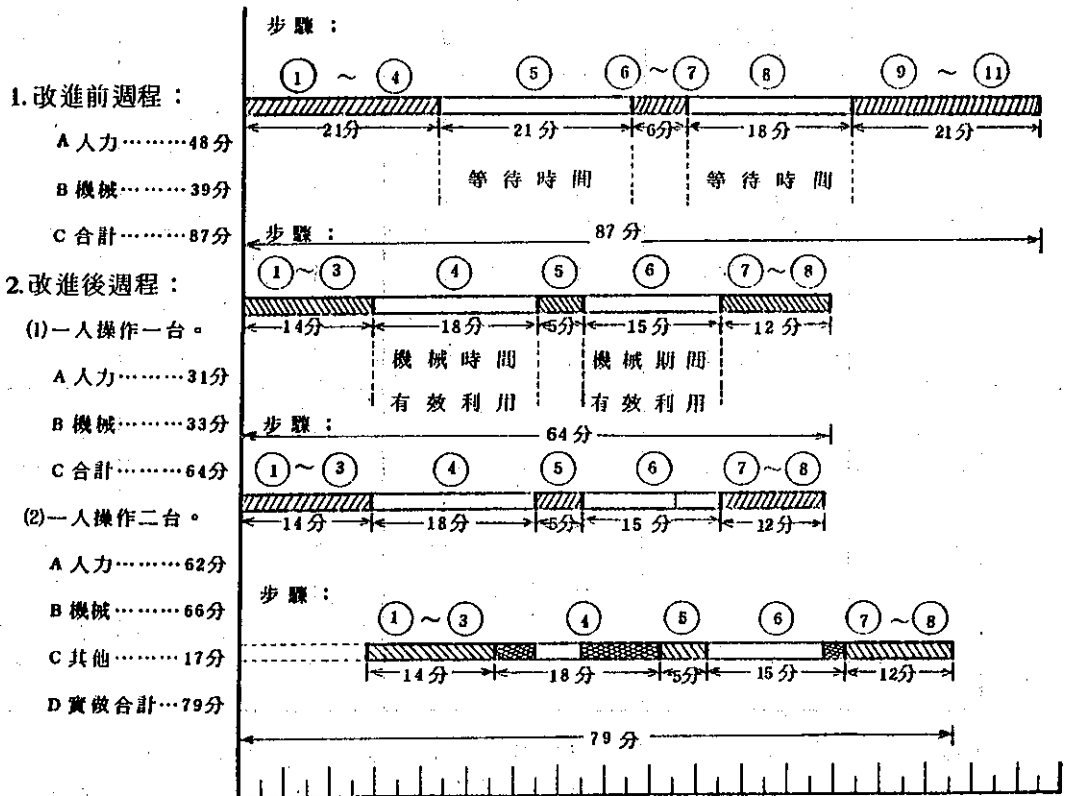 步驟：
① ～ ④ ⑤ ⑥～⑦ ⑧ ⑨ ～ ⑪
1.改進前週程：
21分 21分 6分 18分 21分
A人力………48分
等待時間 等待時間
B機械………39分
C合計………87分
步驟： 87分
①～③ ④ ⑤ ⑥ ⑦～⑧
2.改進後週程：
14分 18分 5分 15分 12分
(1)一人操作一台。
機械時間 機械期間
A人力………31分
有效利用 有效利用
B機械………33分
步驟：
64分
C合計………64分
①～③ ④ ⑤ ⑥ ⑦～⑧
(2)一人操作二台。
14分 18分 5分 15分 12分
A人力………62分
B機械………66分
步驟：
①～③ ④ ⑤ ⑥ ⑦～⑧
C其他………17分
14分 18分 5分 15分 12分
D實做合計…79分
79分